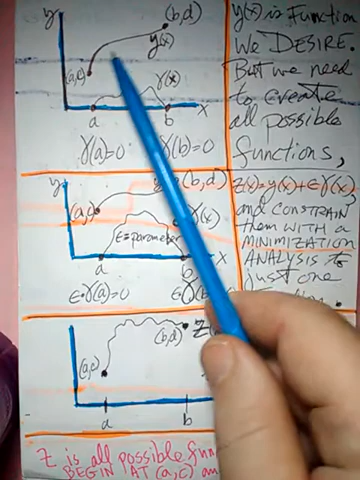 y
(b,d)
y(x)
(a,c)
γ(x)
a
b
x
γ(a)=0 γ(b)=0
y(x) is Function
We DESIRE.
But we need
to create
all possible
functions,
y
(b,d)
(a,c)
γ(x)
ε=parameter
a
b
x
ε·γ(a)=0
z(x)=y(x)+εγ(x),
and CONSTRAIN
them WITH a
MINIMIZATION
ANALYSIS to
just one
(a,c)
(b,d)
a
b
Z is all possible
BEGIN AT (a,c)